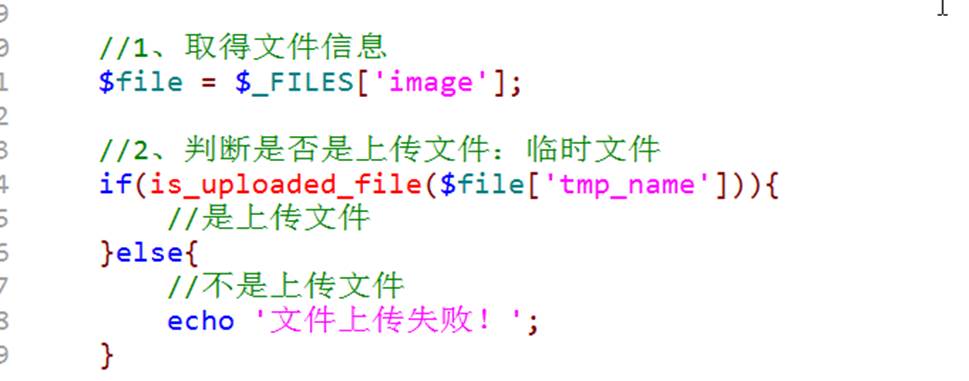 9
0 //1、取得文件信息
1 $file = $_FILES['image'];
2
3 //2、判断是否是上传文件：临时文件
4 if(is_uploaded_file($file['tmp_name'])){
5 //是上传文件
6 }else{
7 //不是上传文件
8 echo '文件上传失败！';
9 }